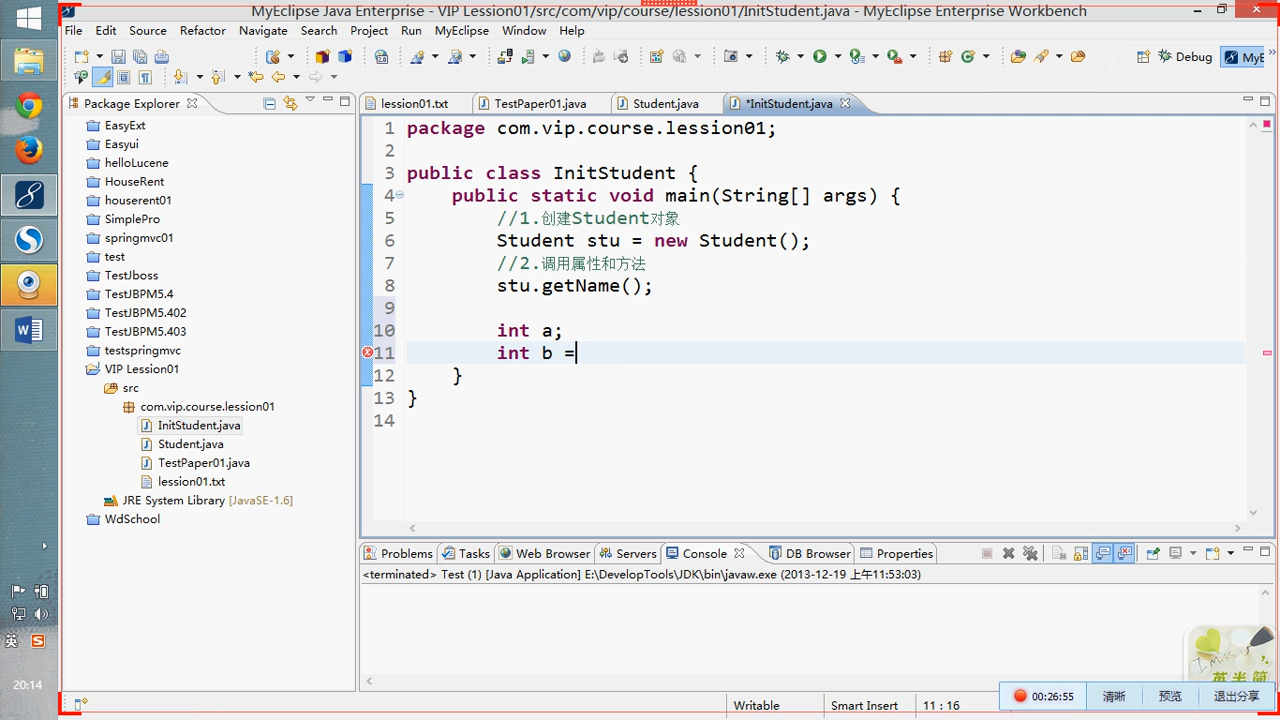 MyEclipse Java Enterprise - VIP Lession01/src/com/vip/course/lession01/InitStudent.java - MyEclipse Enterprise Workbench
File Edit Source Refactor Navigate Search Project Run MyEclipse Window Help
Debug MyE
Package Explorer
lession01.txt TestPaper01.java Student.java *InitStudent.java
EasyExt
Easyui
helloLucene
HouseRent
houserent01
SimplePro
springmvc01
test
TestJboss
TestJBPM5.4
TestJBPM5.402
TestJBPM5.403
testspringmvc
VIP Lession01
src
com.vip.course.lession01
InitStudent.java
Student.java
TestPaper01.java
lession01.txt
JRE System Library [JavaSE-1.6]
WdSchool
1 package com.vip.course.lession01;
2
3 public class InitStudent {
4 public static void main(String[] args) {
5 //1.创建Student对象
6 Student stu = new Student();
7 //2.调用属性和方法
8 stu.getName();
9
10 int a;
11 int b =
12 }
13 }
14
Problems Tasks Web Browser Servers Console DB Browser Properties
<terminated> Test (1) [Java Application] E:\DevelopTools\JDK\bin\javaw.exe (2013-12-19 上午11:53:03)
英
20:14
英半简
00:26:55 清晰 预览 退出分享
Writable Smart Insert 11 : 16